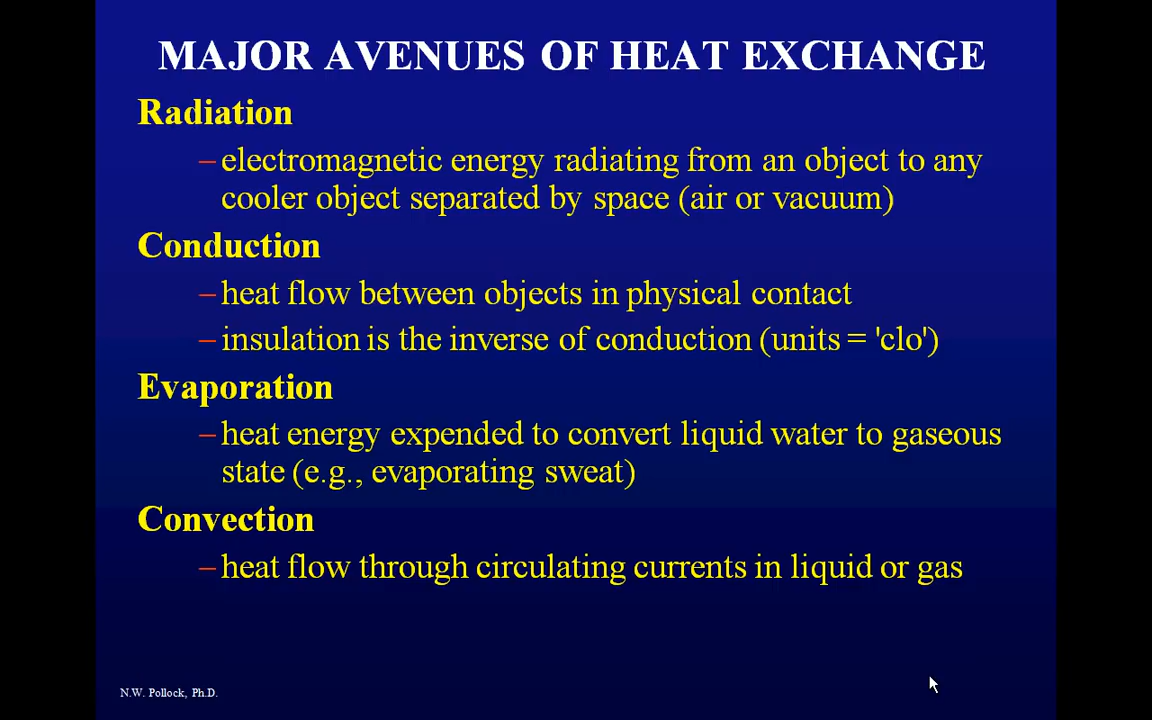 MAJOR AVENUES OF HEAT EXCHANGE
Radiation
–electromagnetic energy radiating from an object to any
cooler object separated by space (air or vacuum)
Conduction
–heat flow between objects in physical contact
–insulation is the inverse of conduction (units = 'clo')
Evaporation
–heat energy expended to convert liquid water to gaseous
state (e.g., evaporating sweat)
Convection
–heat flow through circulating currents in liquid or gas
N.W. Pollock, Ph.D.